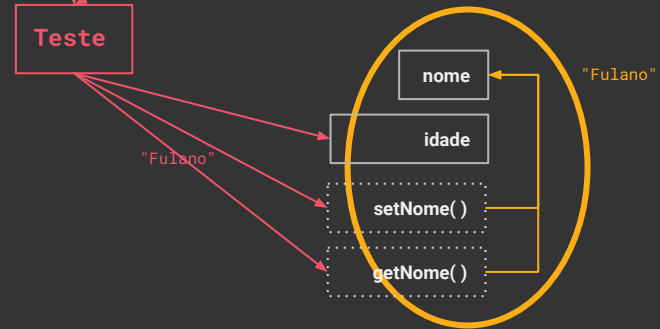 Teste
nome
"Fulano"
idade
"Fulano"
setNome( )
getNome( )